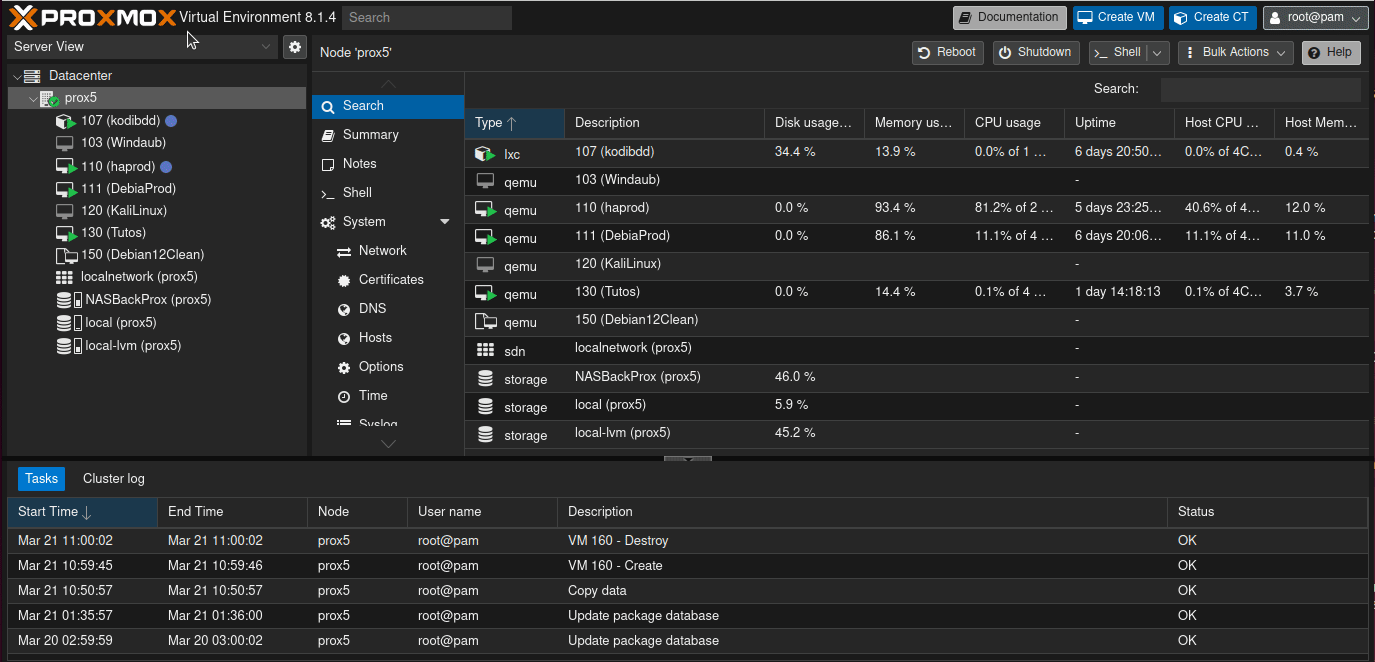 PROXMOX Virtual Environment 8.1.4 Search Documentation Create VM Create CT root@pam
Server View
Node 'prox5' Reboot Shutdown Shell Bulk Actions Help
Datacenter
prox5
107 (kodibdd)
103 (Windaub)
110 (haprod)
111 (DebiaProd)
120 (KaliLinux)
130 (Tutos)
150 (Debian12Clean)
localnetwork (prox5)
NASBackProx (prox5)
local (prox5)
local-lvm (prox5)
Search
Summary
Notes
Shell
System
Network
Certificates
DNS
Hosts
Options
Time
Syslog
Search:
Type Description Disk usage... Memory us... CPU usage Uptime Host CPU ... Host Mem...
lxc 107 (kodibdd) 34.4 % 13.9 % 0.0% of 1 ... 6 days 20:50... 0.0% of 4C... 0.4 %
qemu 103 (Windaub) -
qemu 110 (haprod) 0.0 % 93.4 % 81.2% of 2 ... 5 days 23:25... 40.6% of 4... 12.0 %
qemu 111 (DebiaProd) 0.0 % 86.1 % 11.1% of 4 ... 6 days 20:06... 11.1% of 4... 11.0 %
qemu 120 (KaliLinux) -
qemu 130 (Tutos) 0.0 % 14.4 % 0.1% of 4 ... 1 day 14:18:13 0.1% of 4C... 3.7 %
qemu 150 (Debian12Clean) -
sdn localnetwork (prox5) -
storage NASBackProx (prox5) 46.0 % -
storage local (prox5) 5.9 % -
storage local-lvm (prox5) 45.2 % -
Tasks Cluster log
Start Time End Time Node User name Description Status
Mar 21 11:00:02 Mar 21 11:00:02 prox5 root@pam VM 160 - Destroy OK
Mar 21 10:59:45 Mar 21 10:59:46 prox5 root@pam VM 160 - Create OK
Mar 21 10:50:57 Mar 21 10:50:57 prox5 root@pam Copy data OK
Mar 21 01:35:57 Mar 21 01:36:00 prox5 root@pam Update package database OK
Mar 20 02:59:59 Mar 20 03:00:02 prox5 root@pam Update package database OK